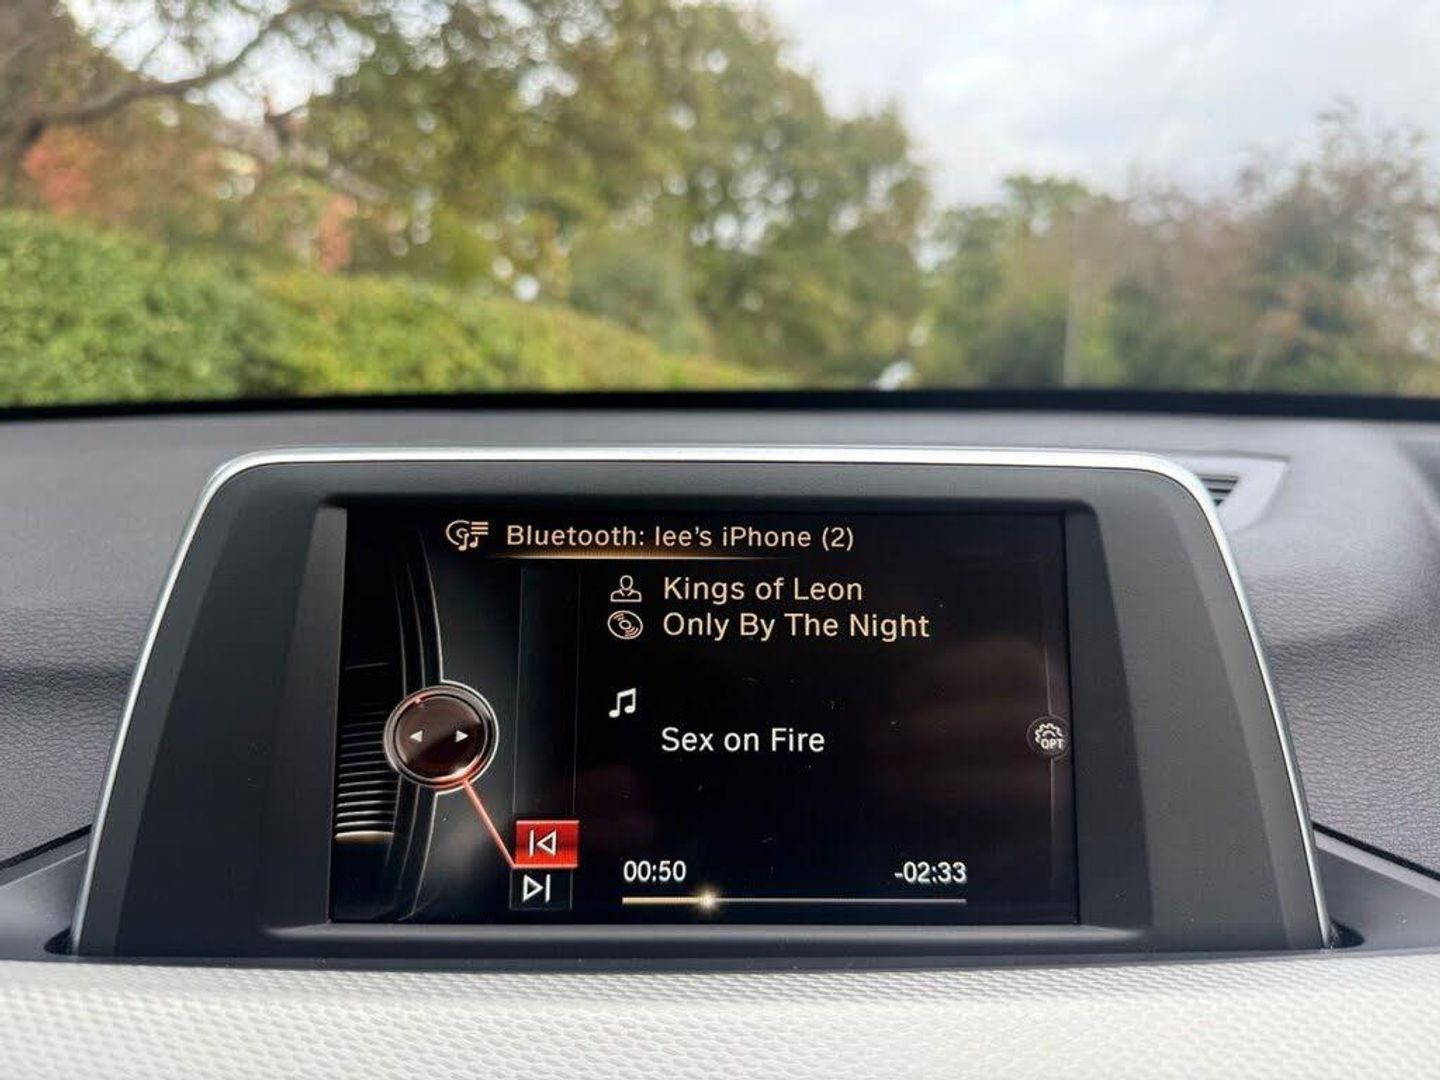 Bluetooth: lee's iPhone (2)
Kings of Leon
Only By The Night
Sex on Fire
OPT
00:50
-02:33